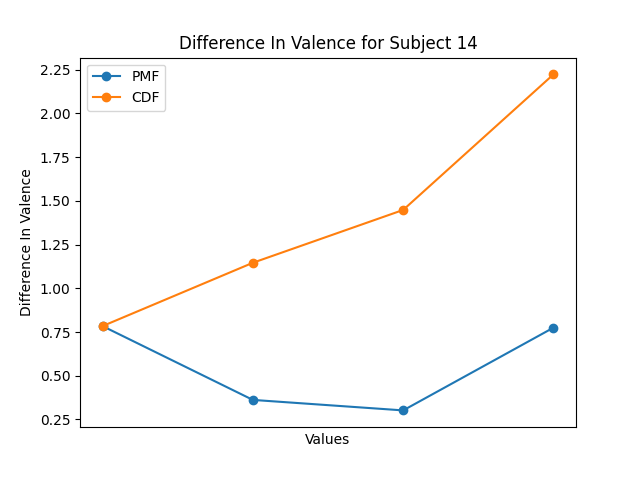 Difference In Valence for Subject 14
PMF
CDF
2.25
2.00
1.75
1.50
1.25
1.00
0.75
0.50
0.25
Difference In Valence
Values